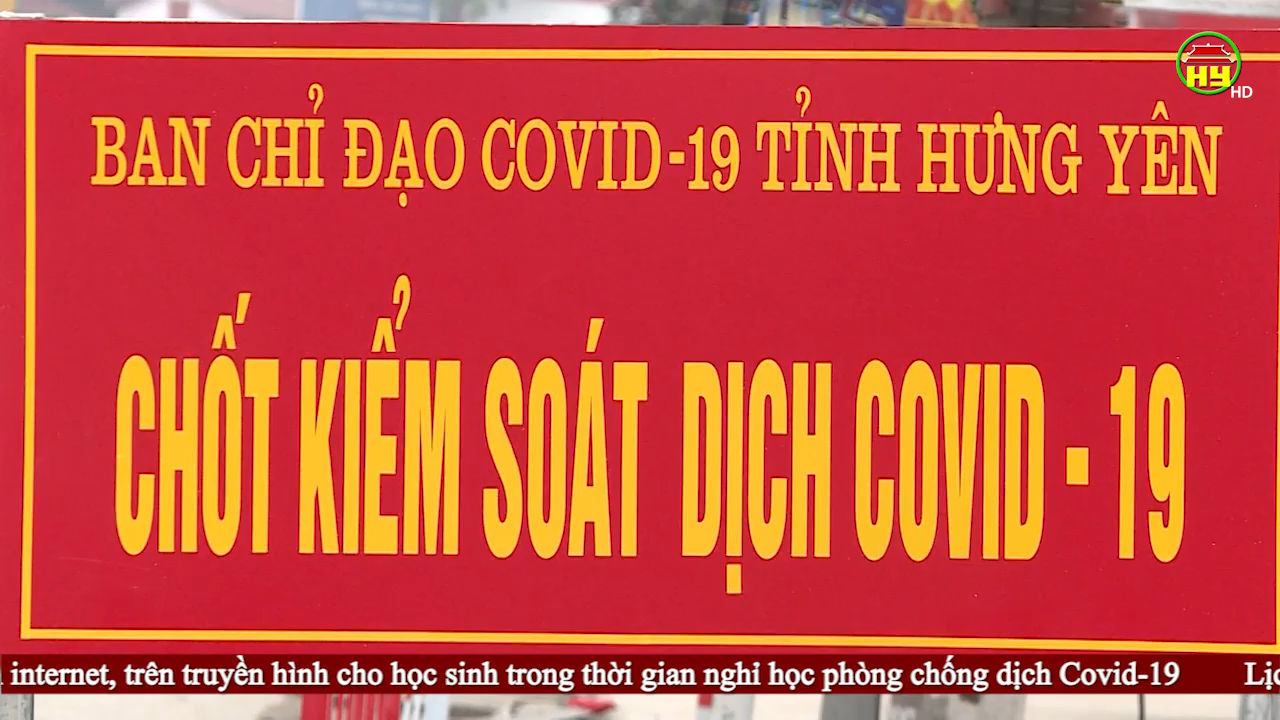 HY HD
BAN CHỈ ĐẠO COVID-19 TỈNH HƯNG YÊN
CHỐT KIỂM SOÁT DỊCH COVID - 19
internet, trên truyền hình cho học sinh trong thời gian nghỉ học phòng chống dịch Covid-19